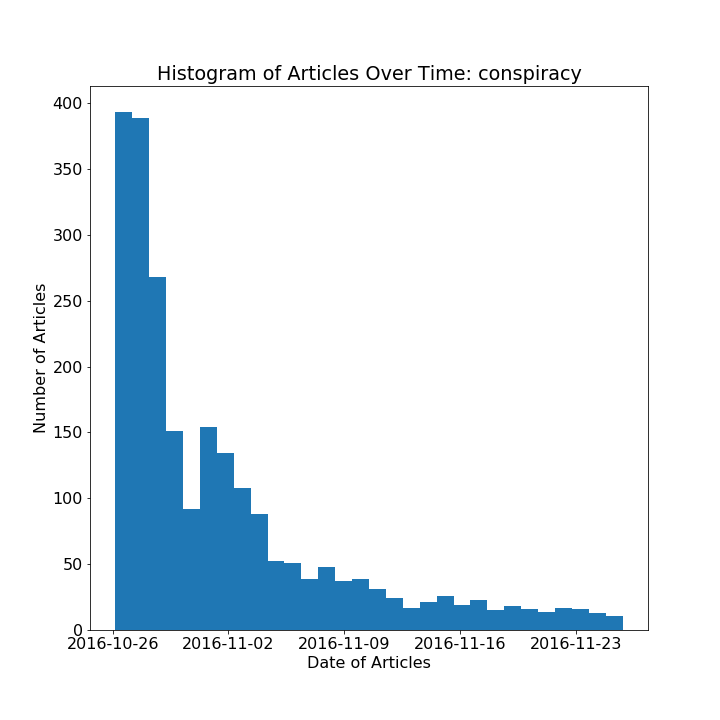 Histogram of Articles Over Time: conspiracy
400
350
300
250
200
150
100
50
0
Number of Articles
2016-10-26 2016-11-02 2016-11-09 2016-11-16 2016-11-23
Date of Articles